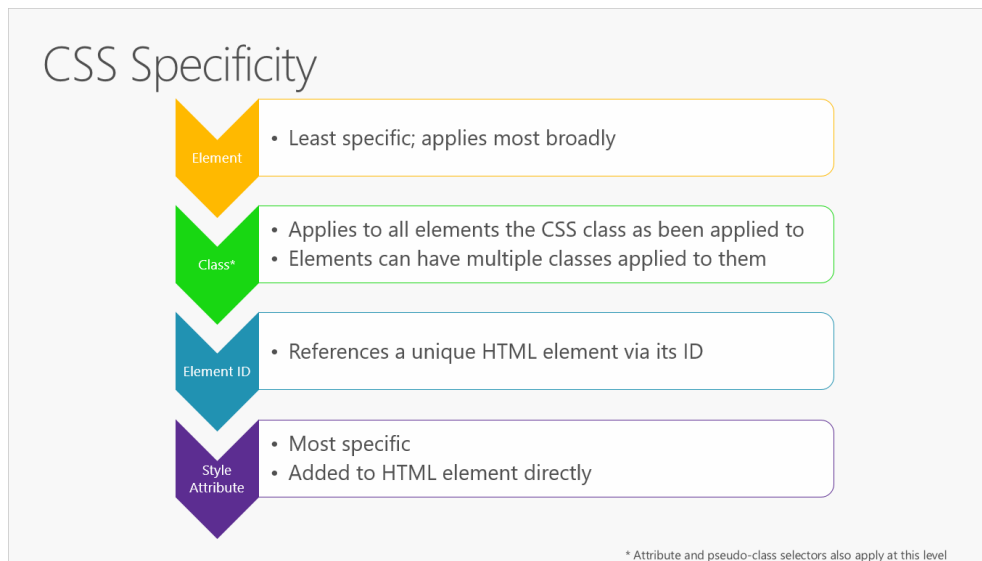 CSS Specificity
Element
• Least specific; applies most broadly
Class*
• Applies to all elements the CSS class as been applied to
• Elements can have multiple classes applied to them
Element ID
• References a unique HTML element via its ID
Style
Attribute
• Most specific
• Added to HTML element directly
* Attribute and pseudo-class selectors also apply at this level